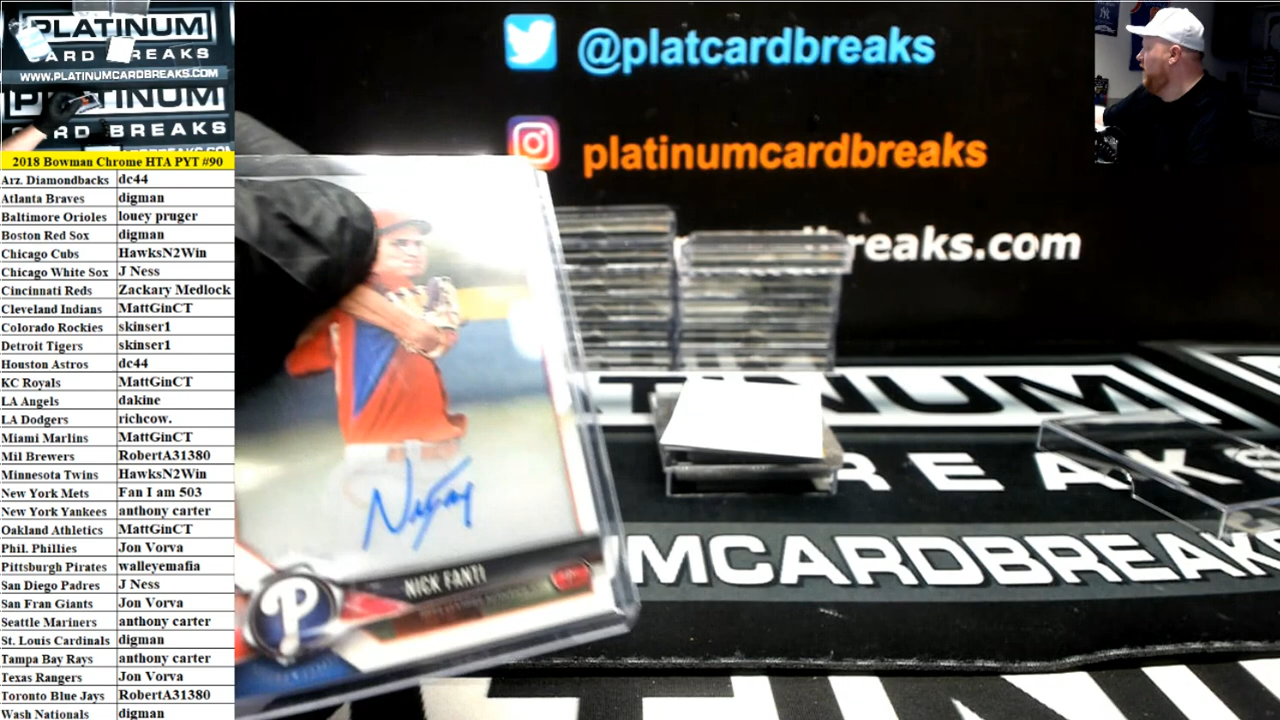 PLATINUM
CARD BREAKS
WWW.PLATINUMCARDBREAKS.COM
2018 Bowman Chrome HTA PYT #90
Arz. Diamondbacks dc44
Atlanta Braves digman
Baltimore Orioles louey pruger
Boston Red Sox digman
Chicago Cubs HawksN2Win
Chicago White Sox J Ness
Cincinnati Reds Zackary Medlock
Cleveland Indians MattGinCT
Colorado Rockies skinser1
Detroit Tigers skinser1
Houston Astros dc44
KC Royals MattGinCT
LA Angels dakine
LA Dodgers richcow.
Miami Marlins MattGinCT
Mil Brewers RobertA31380
Minnesota Twins HawksN2Win
New York Mets Fan I am 503
New York Yankees anthony carter
Oakland Athletics MattGinCT
Phil. Phillies Jon Vorva
Pittsburgh Pirates walleyemafia
San Diego Padres J Ness
San Fran Giants Jon Vorva
Seattle Mariners anthony carter
St. Louis Cardinals digman
Tampa Bay Rays anthony carter
Texas Rangers Jon Vorva
Toronto Blue Jays RobertA31380
Wash Nationals digman
@platcardbreaks
platinumcardbreaks
breaks.com
TINUM
BREAKS
MCARDBREAKS
NICK FANTI
P